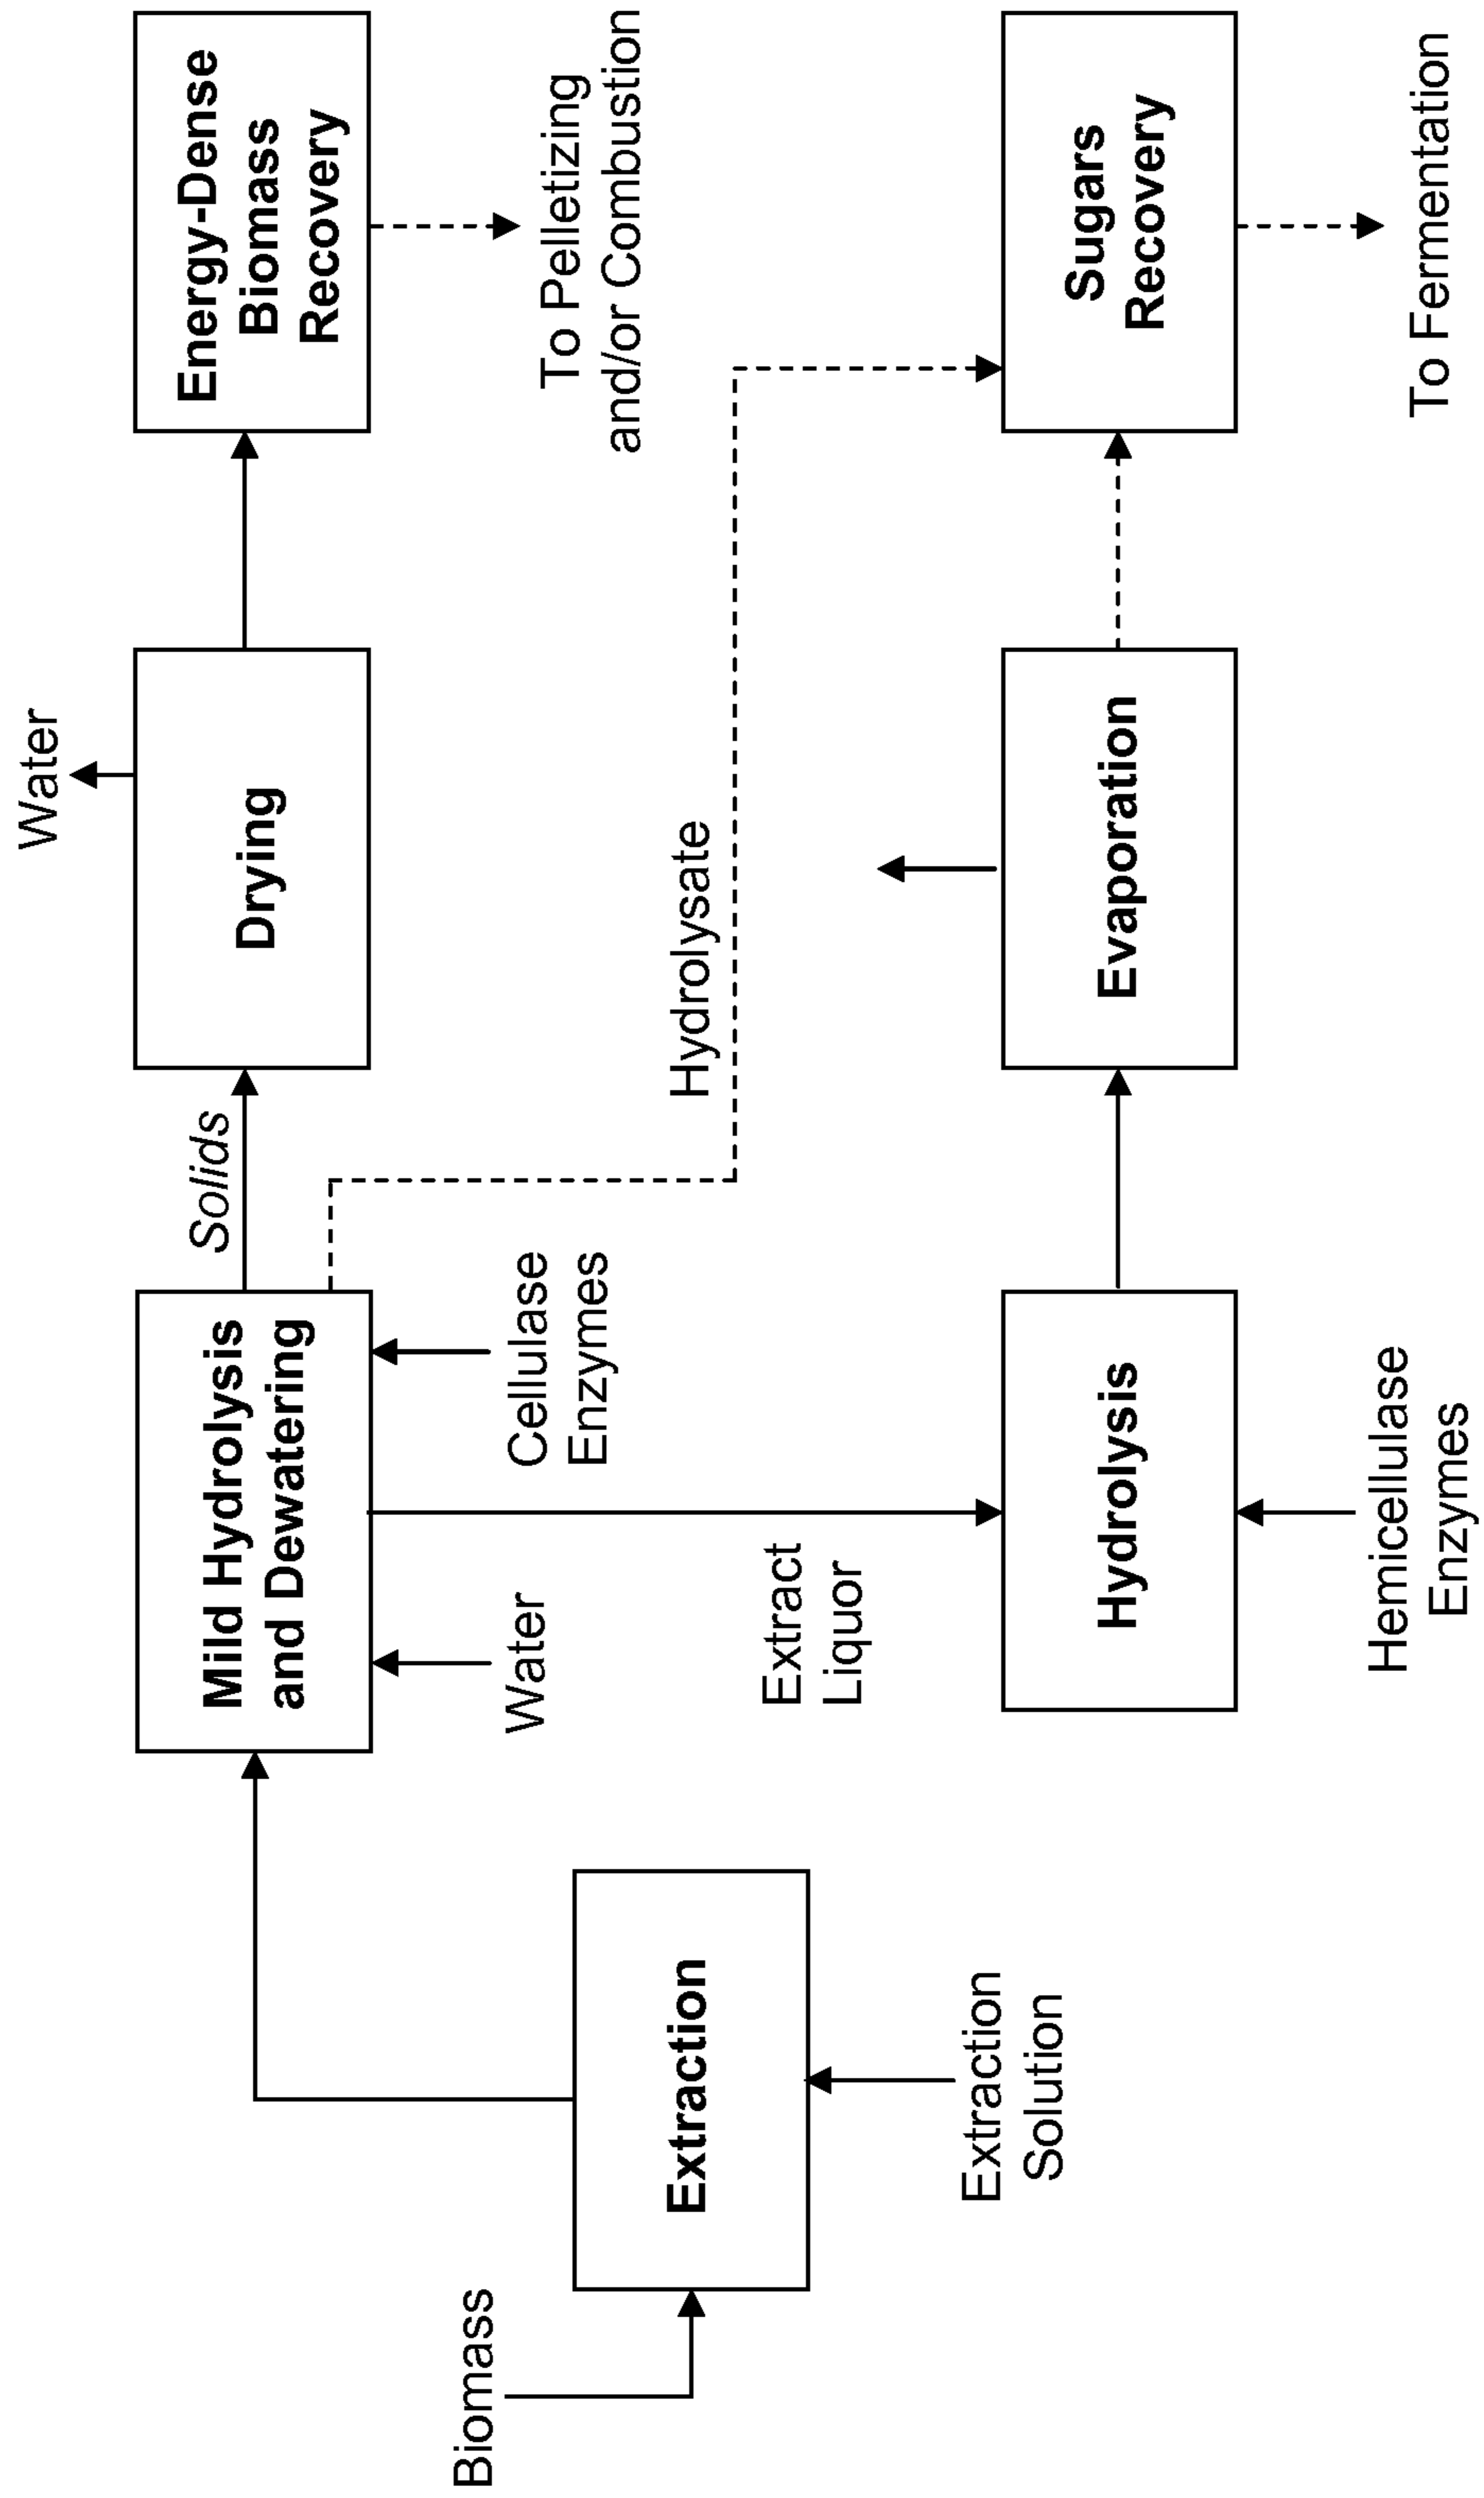 Biomass
Extraction
Extraction
Solution
Mild Hydrolysis
and Dewatering
Water
Cellulase
Enzymes
Solids
Extract
Liquor
Hydrolysis
Hemicellulase
Enzymes
Water
Drying
Hydrolysate
Evaporation
Energy-Dense
Biomass
Recovery
To Pelletizing
and/or Combustion
Sugars
Recovery
To Fermentation